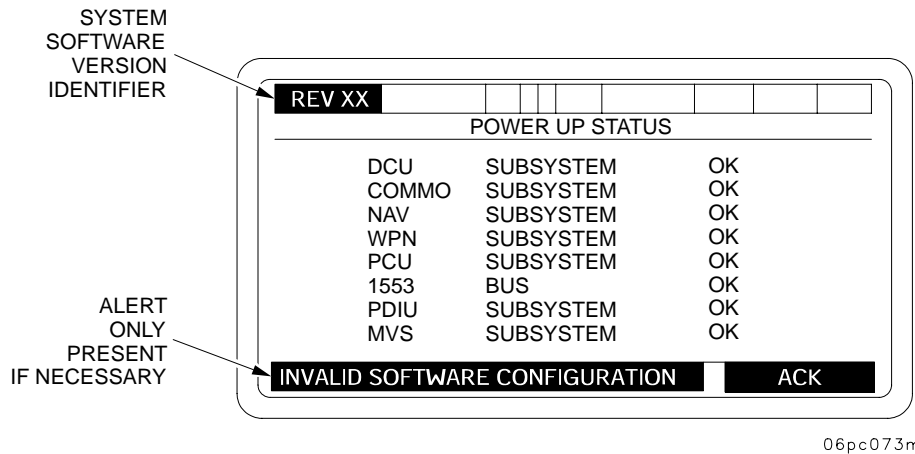 SYSTEM
SOFTWARE
VERSION
IDENTIFIER
REV XX
POWER UP STATUS
DCU SUBSYSTEM OK
COMMO SUBSYSTEM OK
NAV SUBSYSTEM OK
WPN SUBSYSTEM OK
PCU SUBSYSTEM OK
1553 BUS OK
PDIU SUBSYSTEM OK
MVS SUBSYSTEM OK
ALERT
ONLY
PRESENT
IF NECESSARY
INVALID SOFTWARE CONFIGURATION ACK
06pc073m